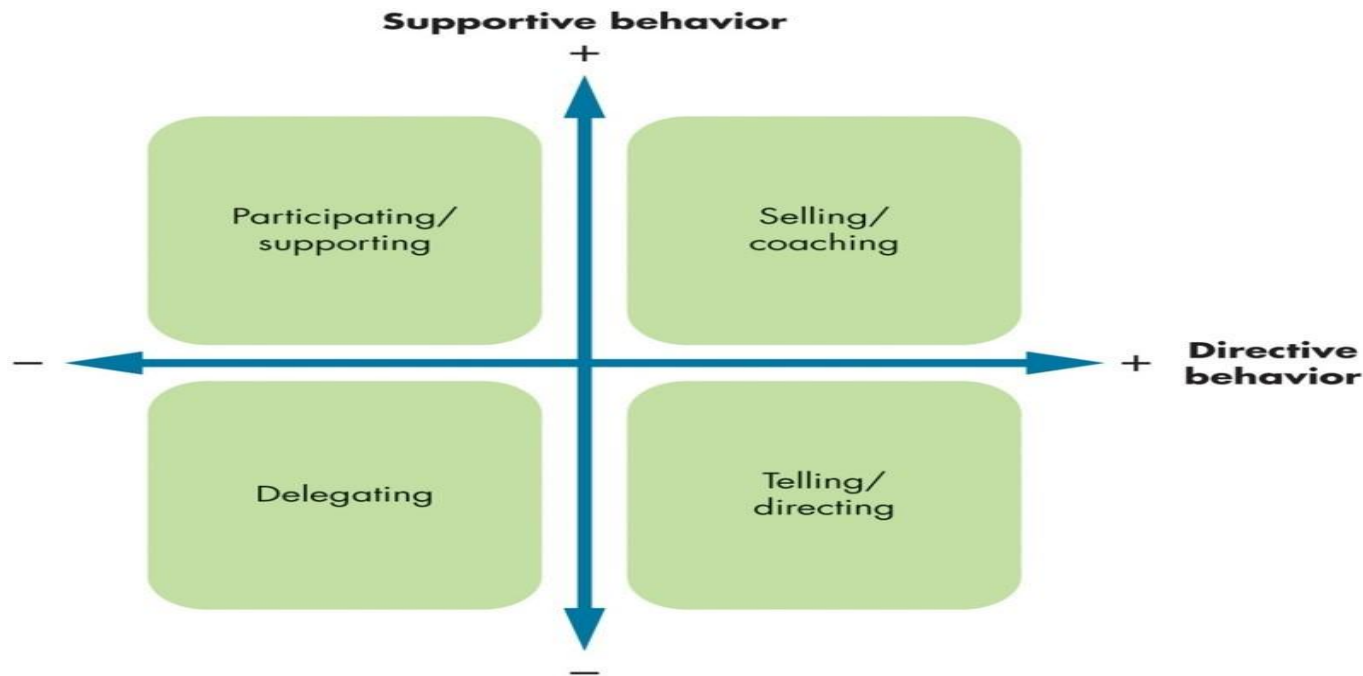 Supportive behavior
+
Participating/
supporting
Selling/
coaching
−
+
Directive
behavior
Delegating
Telling/
directing
−